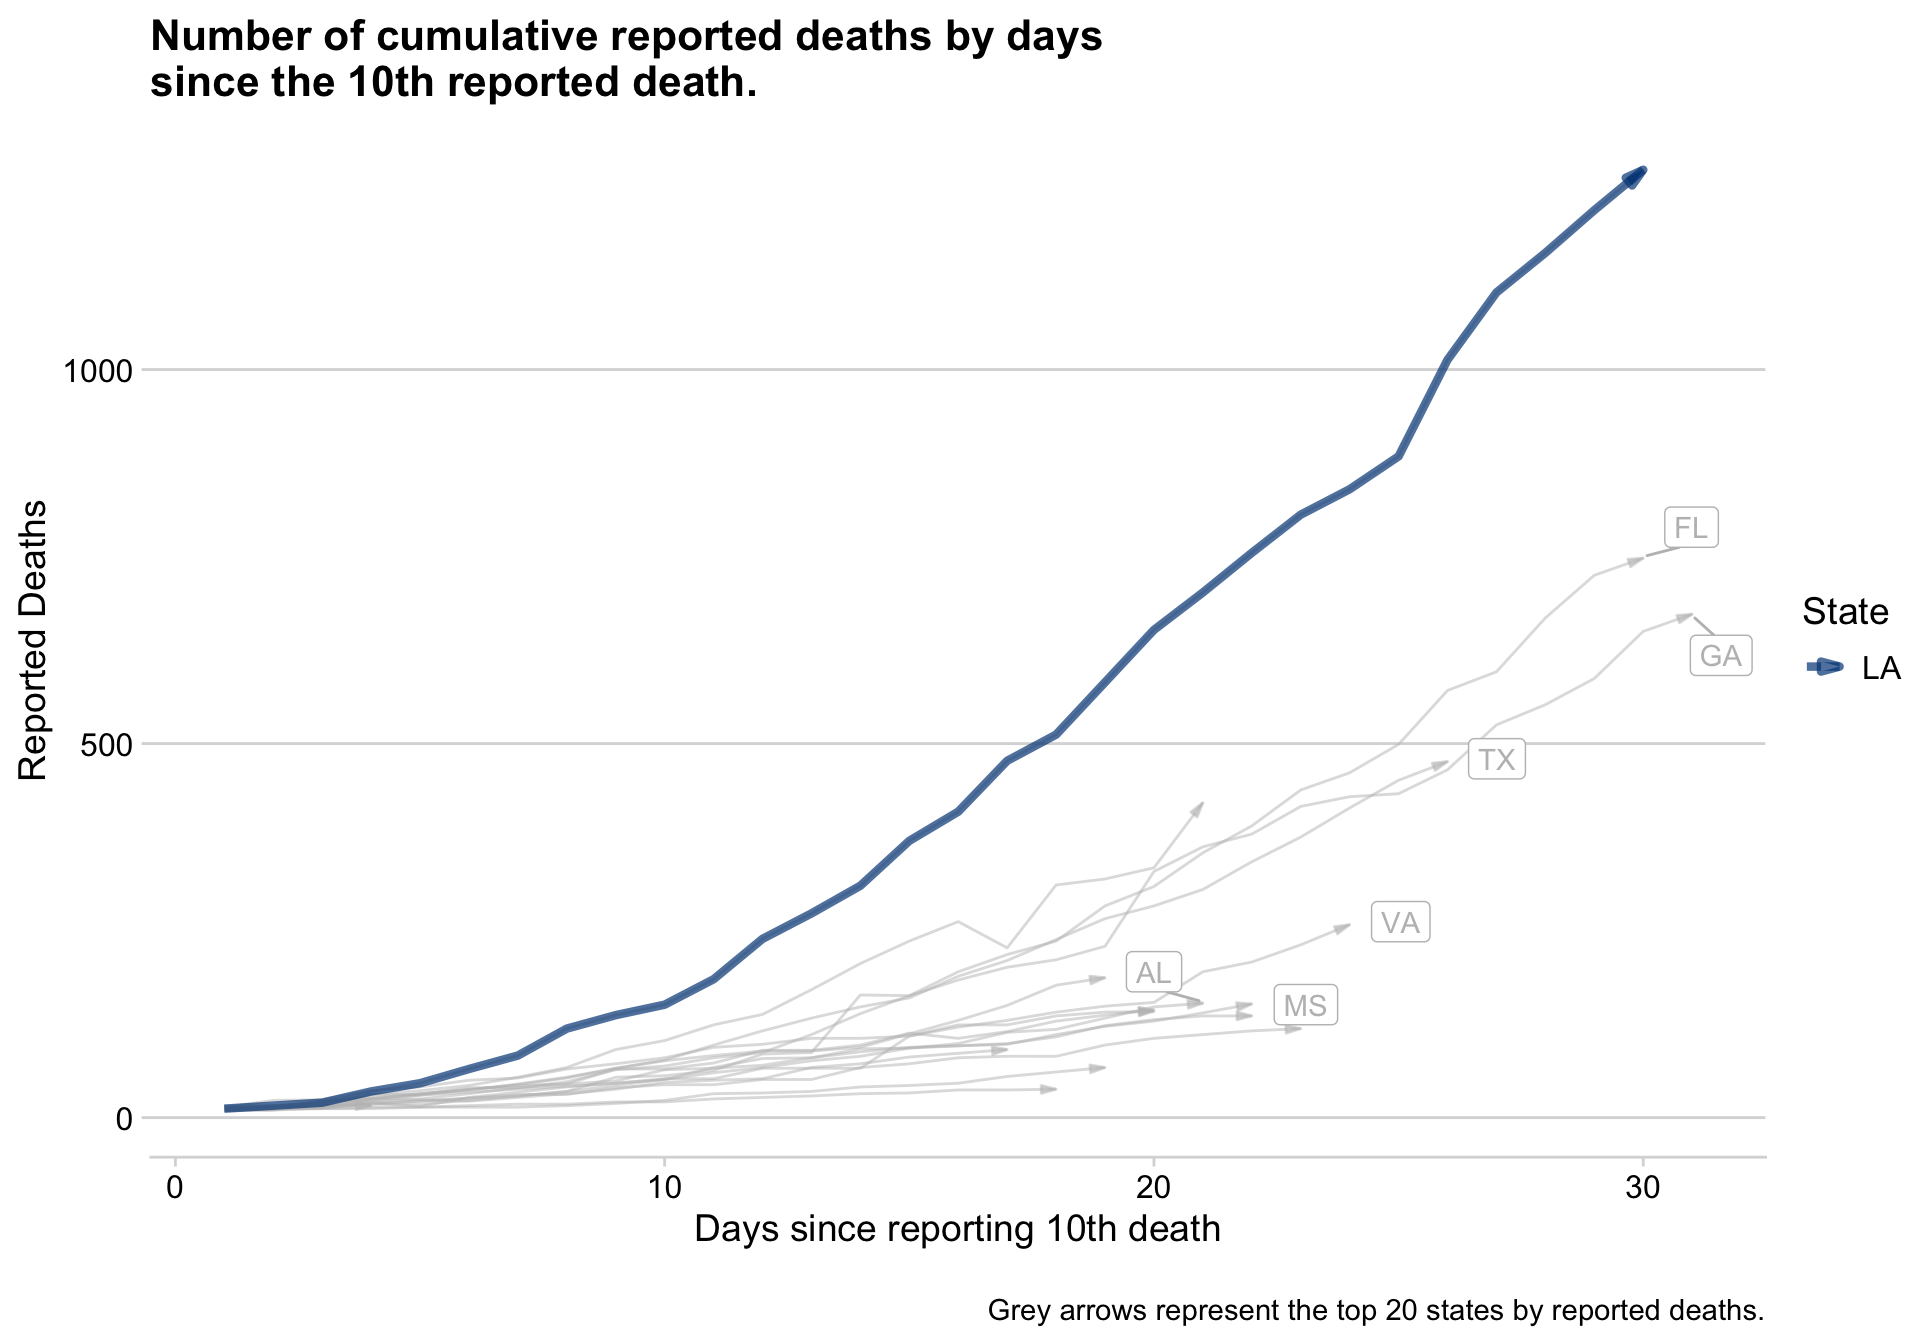 Number of cumulative reported deaths by days
since the 10th reported death.
Reported Deaths
1000
500
0
FL
GA
TX
VA
AL
MS
State
LA
0
10
20
30
Days since reporting 10th death
Grey arrows represent the top 20 states by reported deaths.